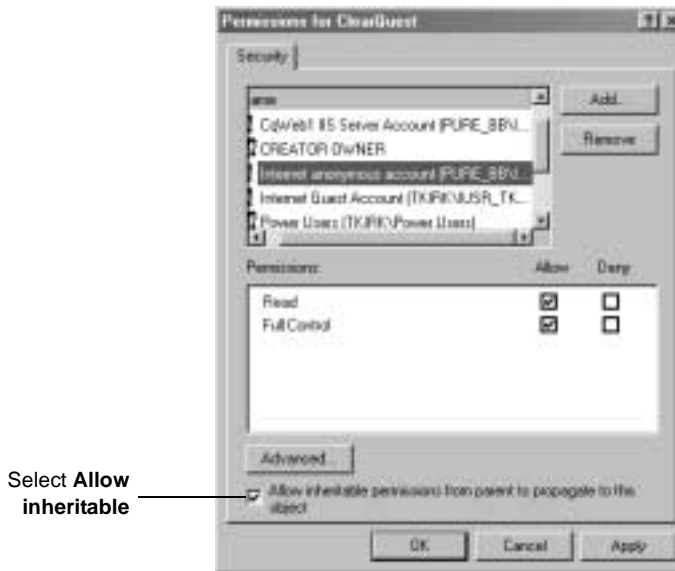 Permissions for ClearQuest
Security
ame
Add...
CqWeb1 IIS Server Account (PURE_BB\I...
Remove
CREATOR OWNER
Internet anonymous account (PURE_BB\I...
Internet Guest Account (TKIRK\IUSR_TK...
Power Users (TKIRK\Power Users)
Permissions: Allow Deny
Read
Full Control
Advanced...
Select Allow
inheritable
Allow inheritable permissions from parent to propagate to this
object
OK Cancel Apply